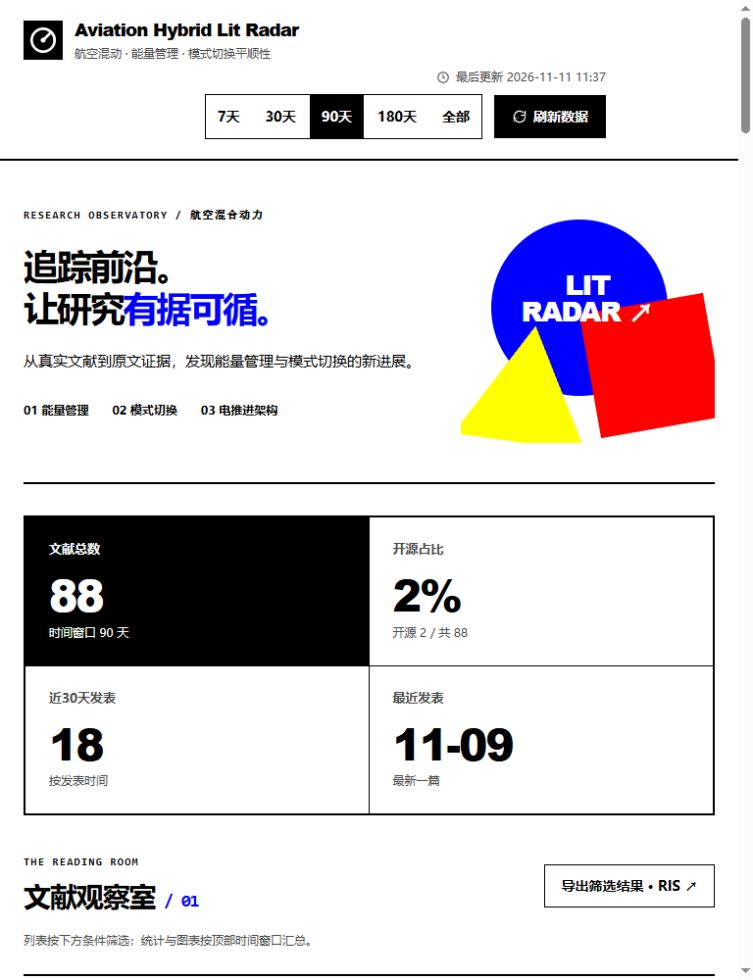 Aviation Hybrid Lit Radar
航空混动 · 能量管理 · 模式切换平顺性
最后更新 2026-11-11 11:37
7天 30天 90天 180天 全部 刷新数据
RESEARCH OBSERVATORY / 航空混合动力
追踪前沿。
让研究有据可循。
从真实文献到原文证据，发现能量管理与模式切换的新进展。
01 能量管理 02 模式切换 03 电推进架构
LIT
RADAR ↗
文献总数
88
时间窗口 90 天
开源占比
2%
开源 2 / 共 88
近30天发表
18
按发表时间
最近发表
11-09
最新一篇
THE READING ROOM
文献观察室 / 01
导出筛选结果 • RIS ↗
列表按下方条件筛选；统计与图表按顶部时间窗口汇总。